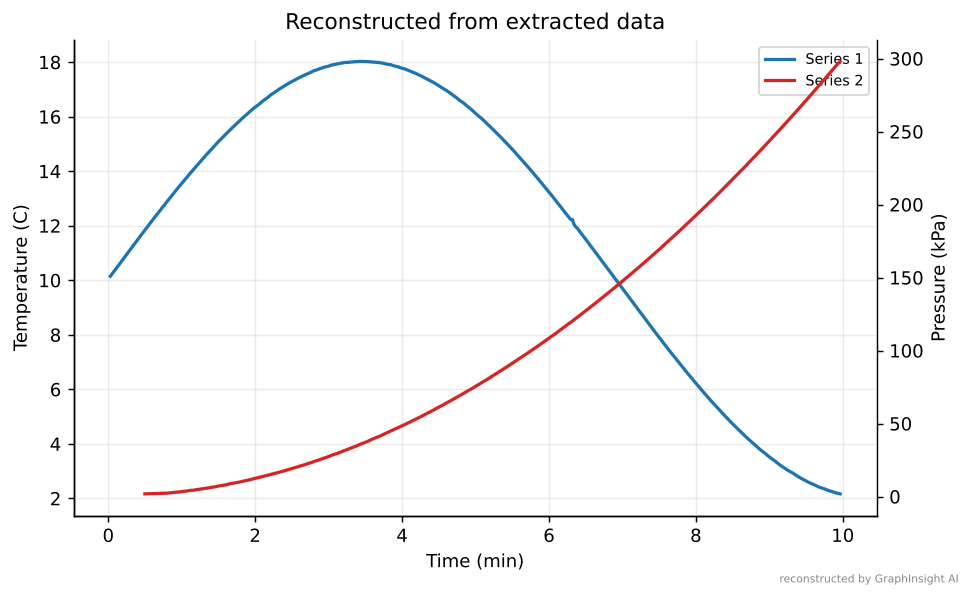 Reconstructed from extracted data
Series 1
Series 2
18
16
14
12
10
8
6
4
2
Temperature (C)
300
250
200
150
100
50
0
Pressure (kPa)
0 2 4 6 8 10
Time (min)
reconstructed by GraphInsight AI